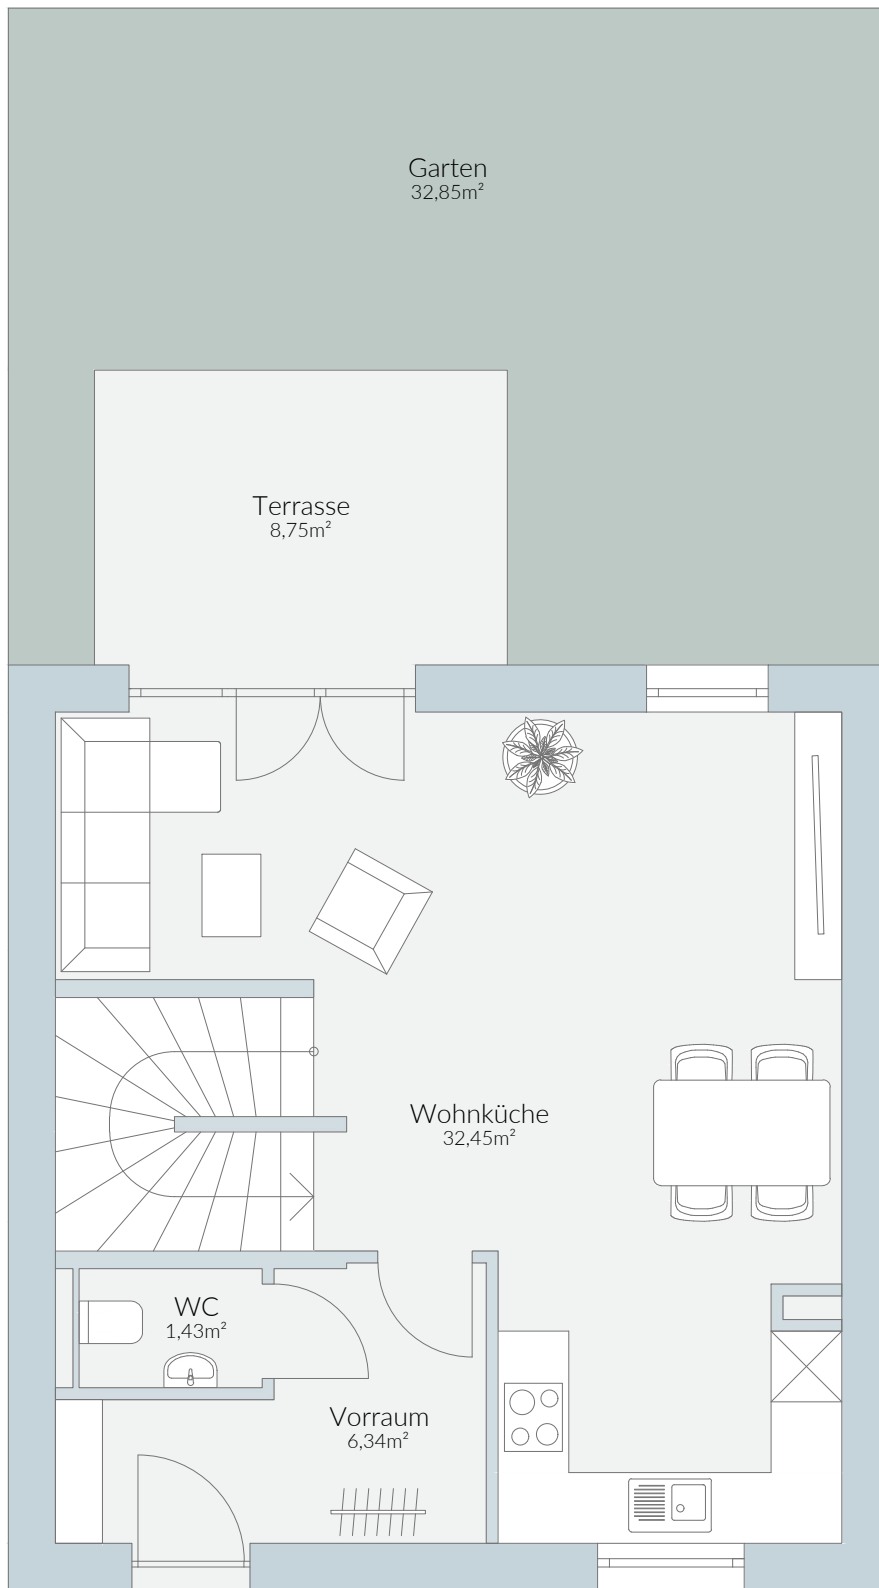 Garten
32,85m²
Terrasse
8,75m²
Wohnküche
32,45m²
WC
1,43m²
Vorraum
6,34m²